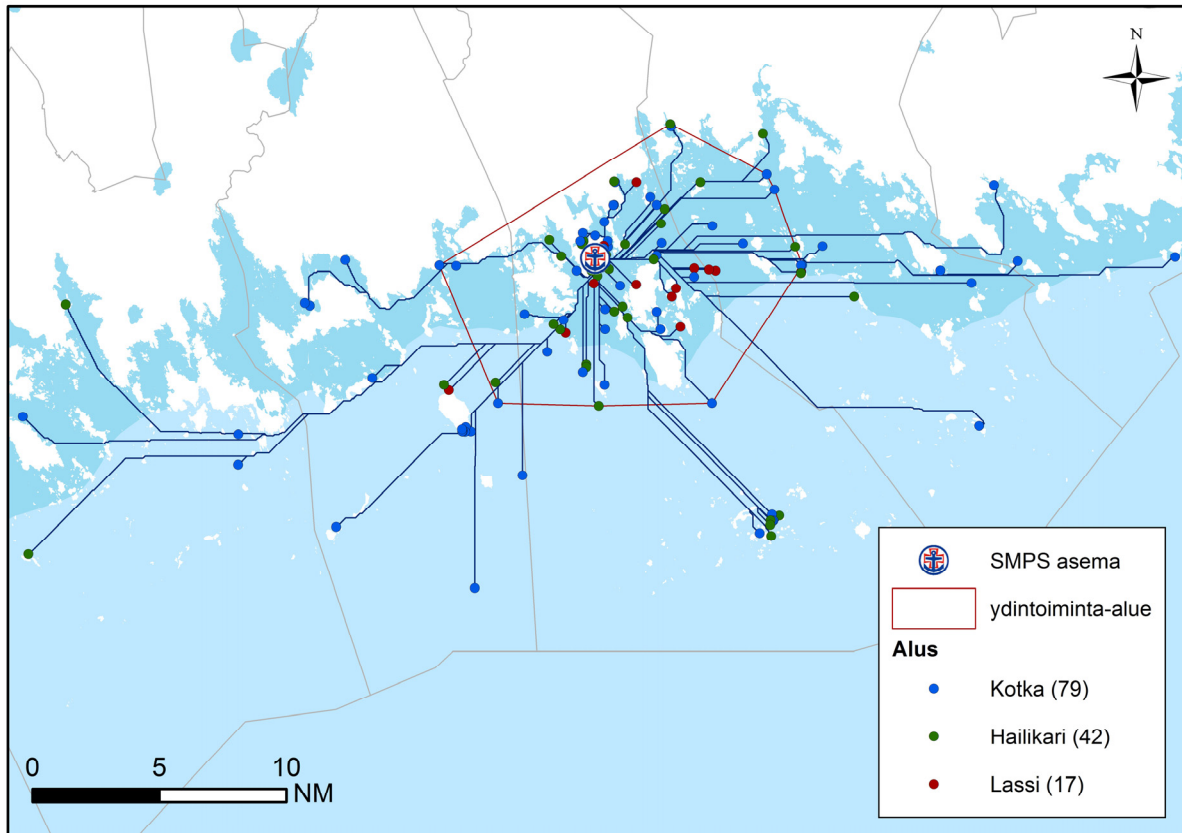 N
SMPS asema
ydintoiminta-alue
Alus
Kotka (79)
Hailikari (42)
Lassi (17)
0 5 10
NM